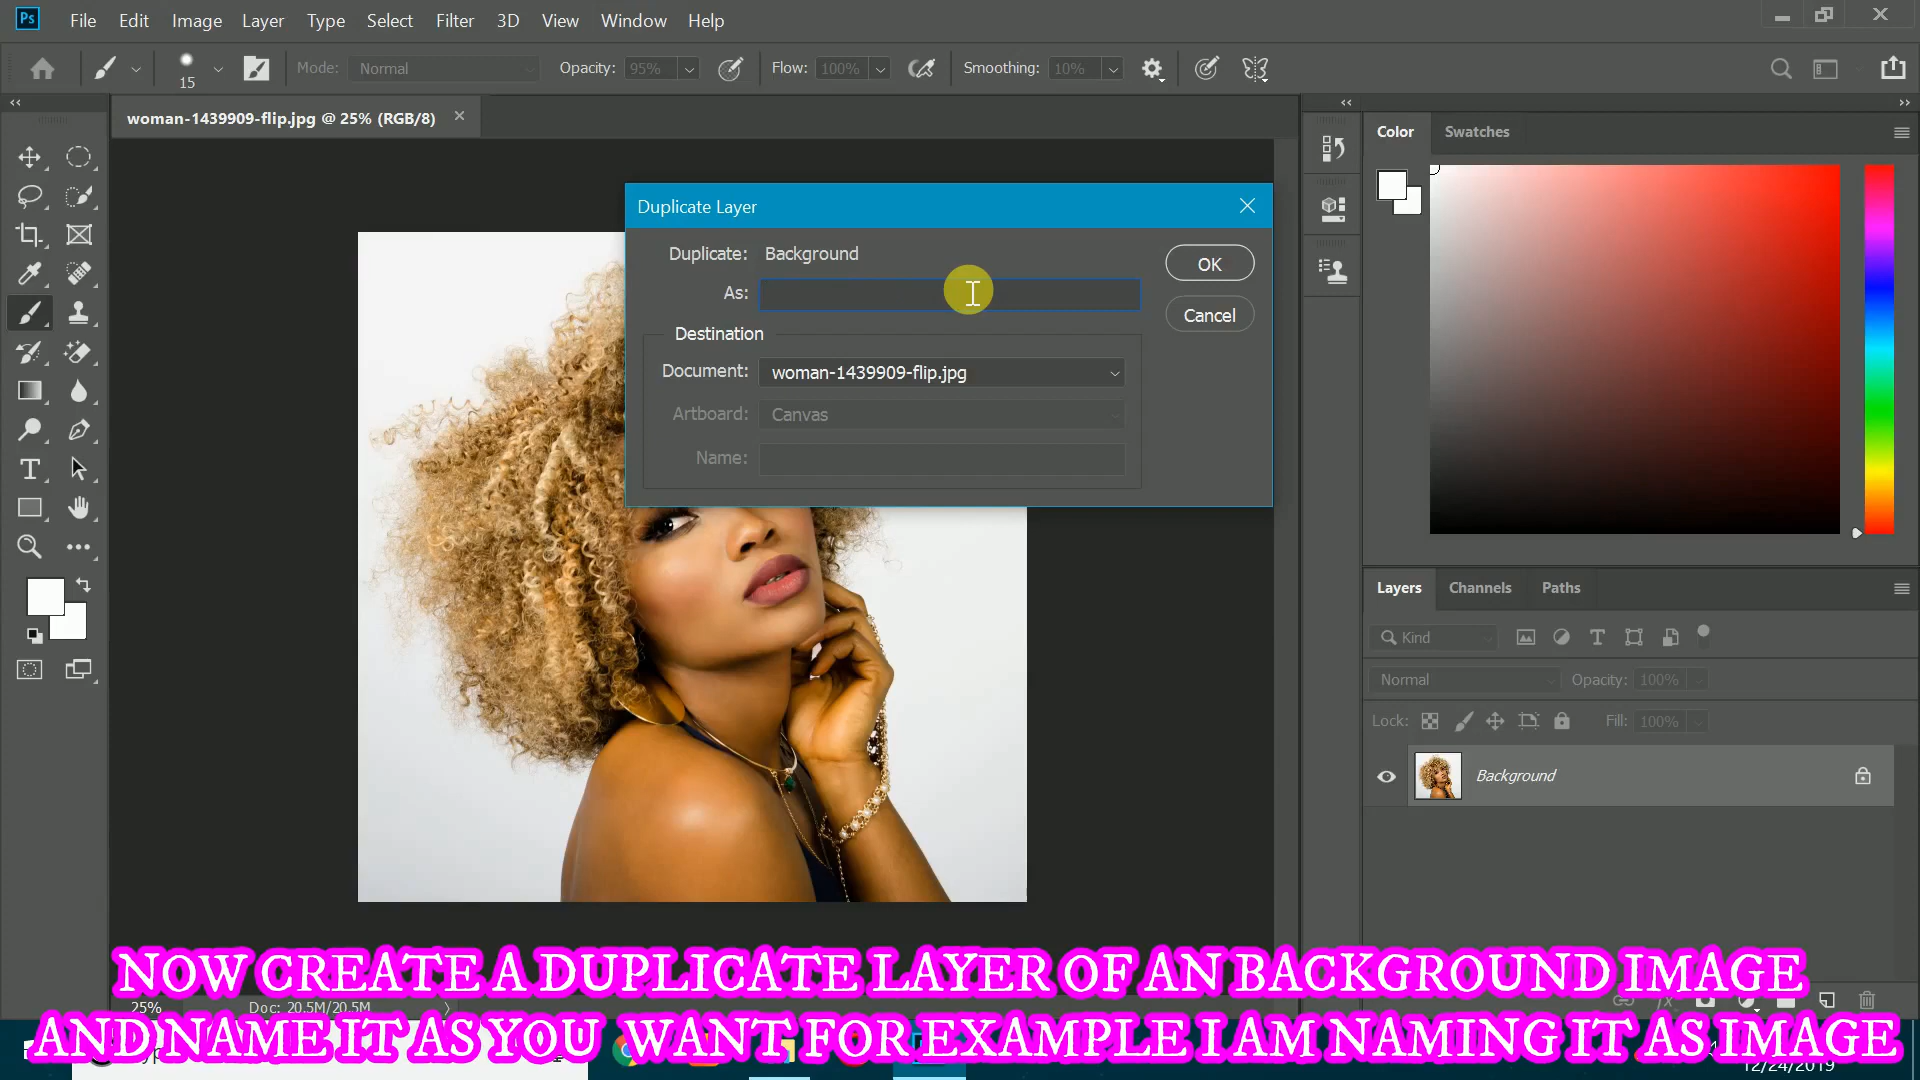 Ps File Edit Image Layer Type Select Filter 3D View Window Help
15 Mode: Normal Opacity: 95% Flow: 100% Smoothing: 10%
woman-1439909-flip.jpg @ 25% (RGB/8)
Duplicate Layer
Duplicate: Background
As:
OK
Cancel
Destination
Document: woman-1439909-flip.jpg
Artboard: Canvas
Name:
Color Swatches
Layers Channels Paths
Kind
Normal Opacity: 100%
Lock: Fill: 100%
Background
NOW CREATE A DUPLICATE LAYER OF AN BACKGROUND IMAGE
25% Doc: 20.5M/20.5M
AND NAME IT AS YOU WANT FOR EXAMPLE I AM NAMING IT AS IMAGE
12/24/2019